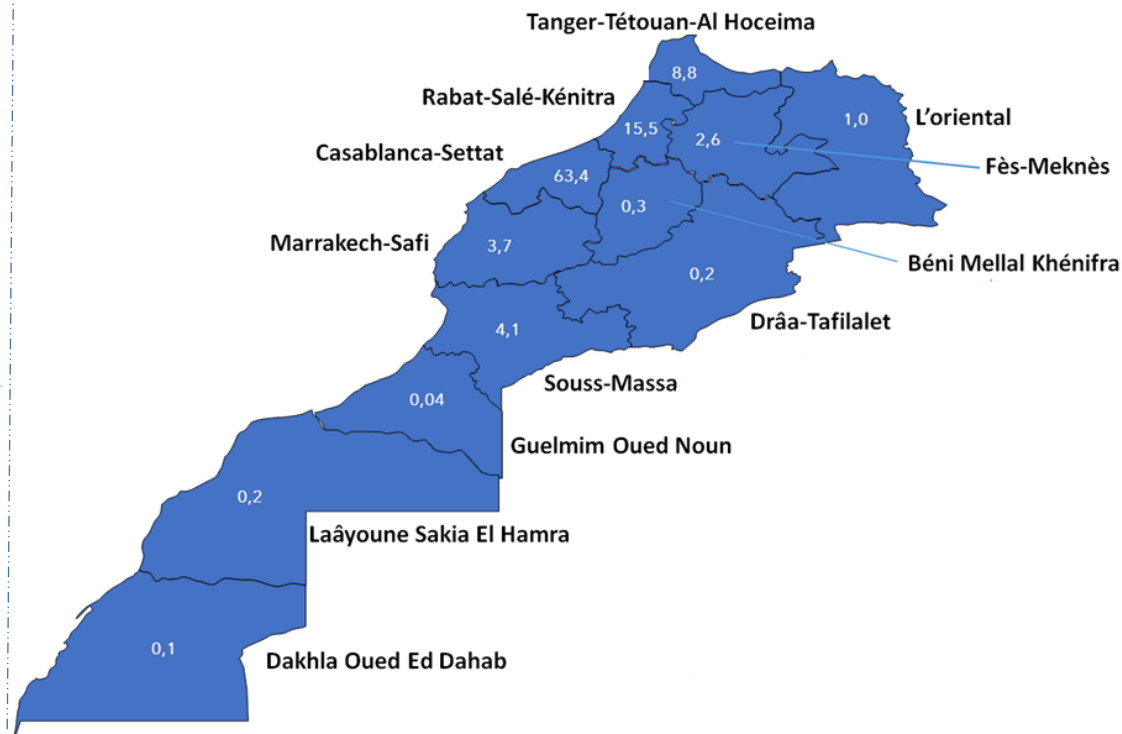 Tanger-Tétouan-Al Hoceima
8,8
Rabat-Salé-Kénitra
15,5
1,0
L'oriental
2,6
Casablanca-Settat
Fès-Meknès
63,4
0,3
Marrakech-Safi
3,7
Béni Mellal Khénifra
0,2
Drâa-Tafilalet
4,1
Souss-Massa
0,04
Guelmim Oued Noun
0,2
Laâyoune Sakia El Hamra
0,1
Dakhla Oued Ed Dahab